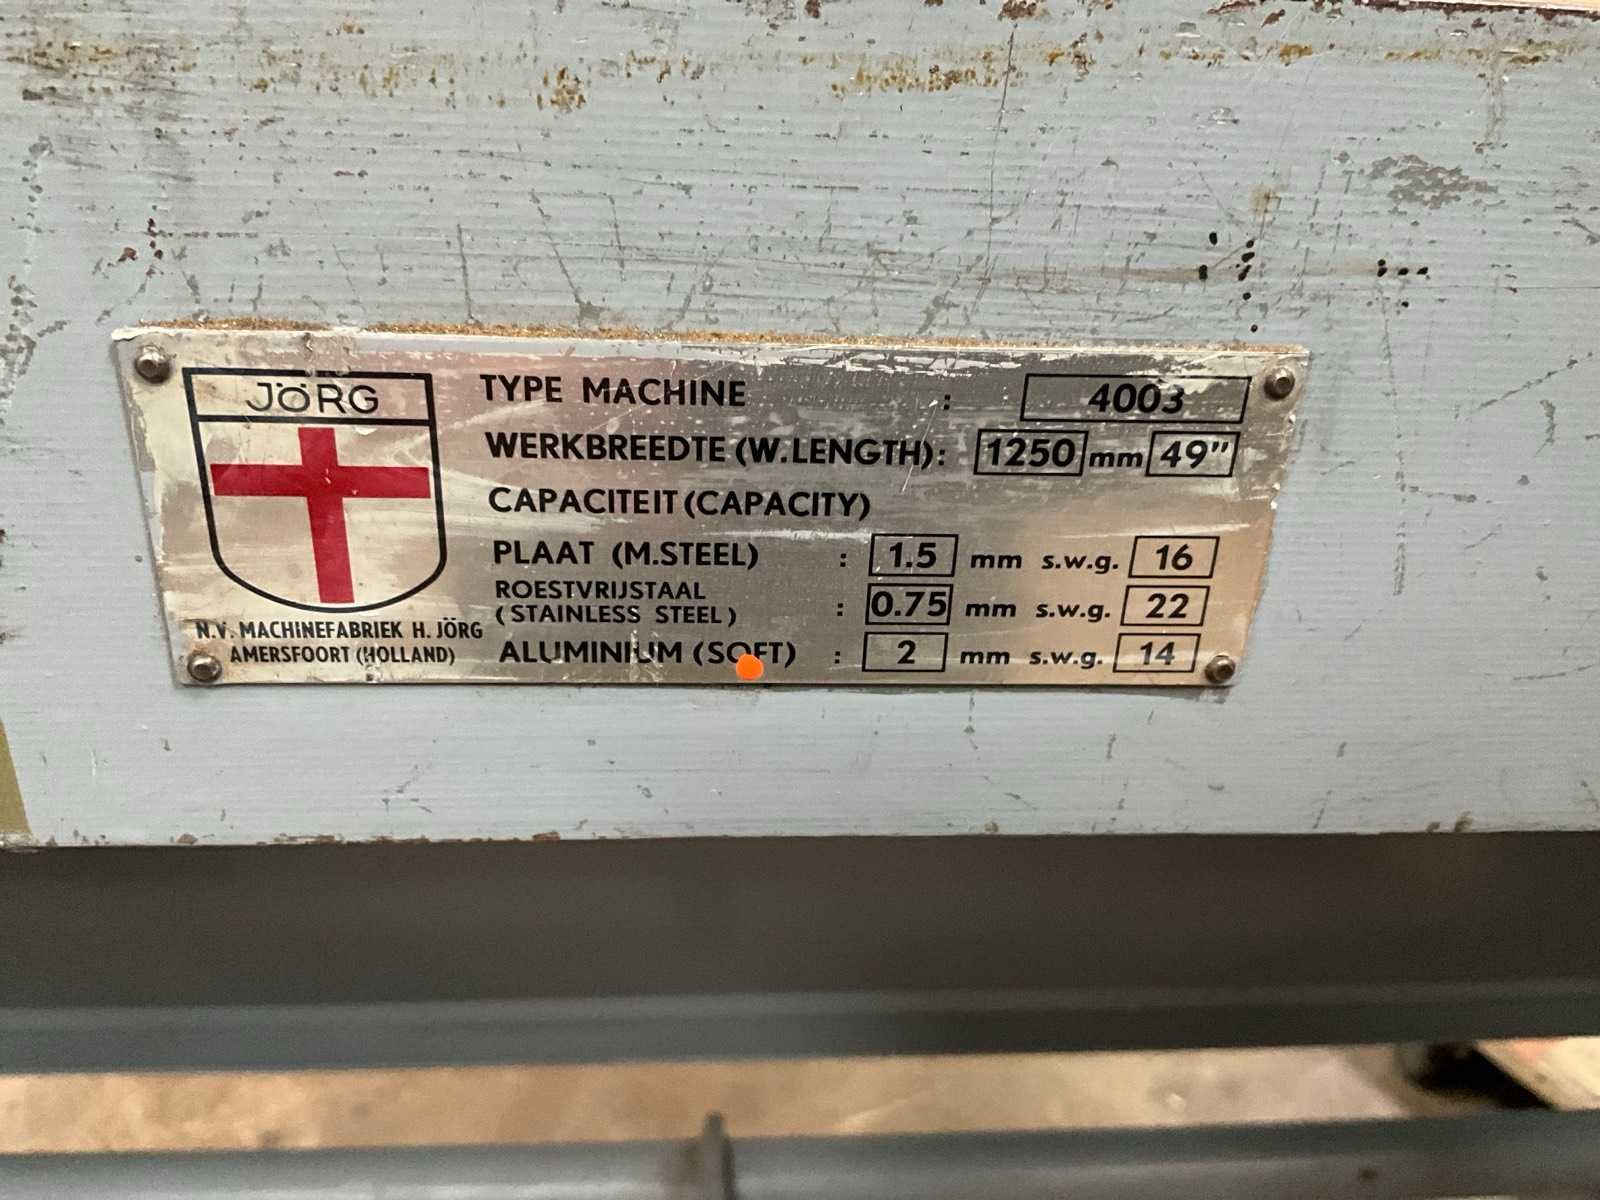 JÖRG
N.V. MACHINEFABRIEK H. JÖRG
AMERSFOORT (HOLLAND)
TYPE MACHINE : 4003
WERKBREEDTE (W. LENGTH): 1250 mm 49"
CAPACITEIT (CAPACITY)
PLAAT (M. STEEL) : 1.5 mm s.w.g. 16
ROESTVRIJSTAAL
(STAINLESS STEEL) : 0.75 mm s.w.g. 22
ALUMINIUM (SOFT) : 2 mm s.w.g. 14